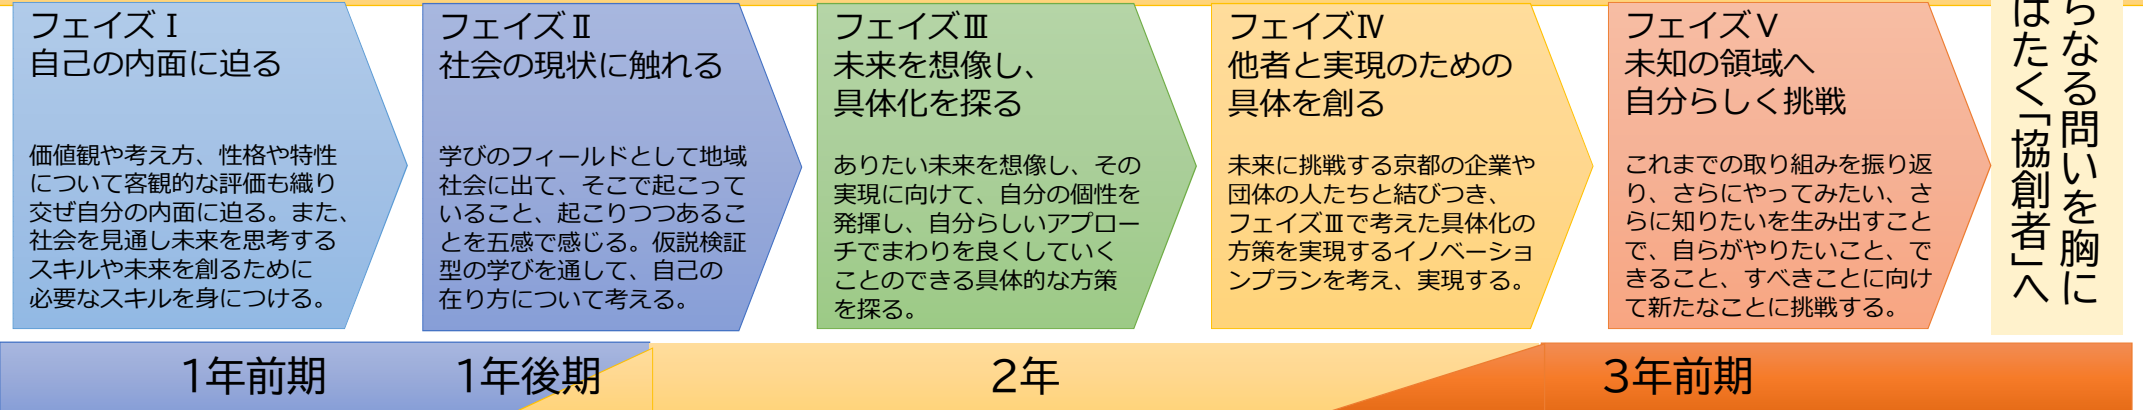 フェイズⅠ
自己の内面に迫る
価値観や考え方、性格や特性
について客観的な評価も織り
交ぜ自分の内面に迫る。また、
社会を見通し未来を思考する
スキルや未来を創るために
必要なスキルを身につける。
フェイズⅡ
社会の現状に触れる
学びのフィールドとして地域
社会に出て、そこで起こって
いること、起こりつつあるこ
とを五感で感じる。仮説検証
型の学びを通して、自己の
在り方について考える。
フェイズⅢ
未来を想像し、
具体化を探る
ありたい未来を想像し、その
実現に向けて、自分の個性を
発揮し、自分らしいアプロー
チでまわりを良くしていく
ことのできる具体的な方策
を探る。
フェイズⅣ
他者と実現のための
具体を創る
未来に挑戦する京都の企業や
団体の人たちと結びつき、
フェイズⅢで考えた具体化の
方策を実現するイノベーショ
ンプランを考え、実現する。
フェイズⅤ
未知の領域へ
自分らしく挑戦
これまでの取り組みを振り返
り、さらにやってみたい、さ
らに知りたいを生み出すこと
で、自らがやりたいこと、で
きること、すべきことに向け
て新たなことに挑戦する。
らなる問いを胸に
はたく「協創者」へ
1年前期
1年後期
2年
3年前期